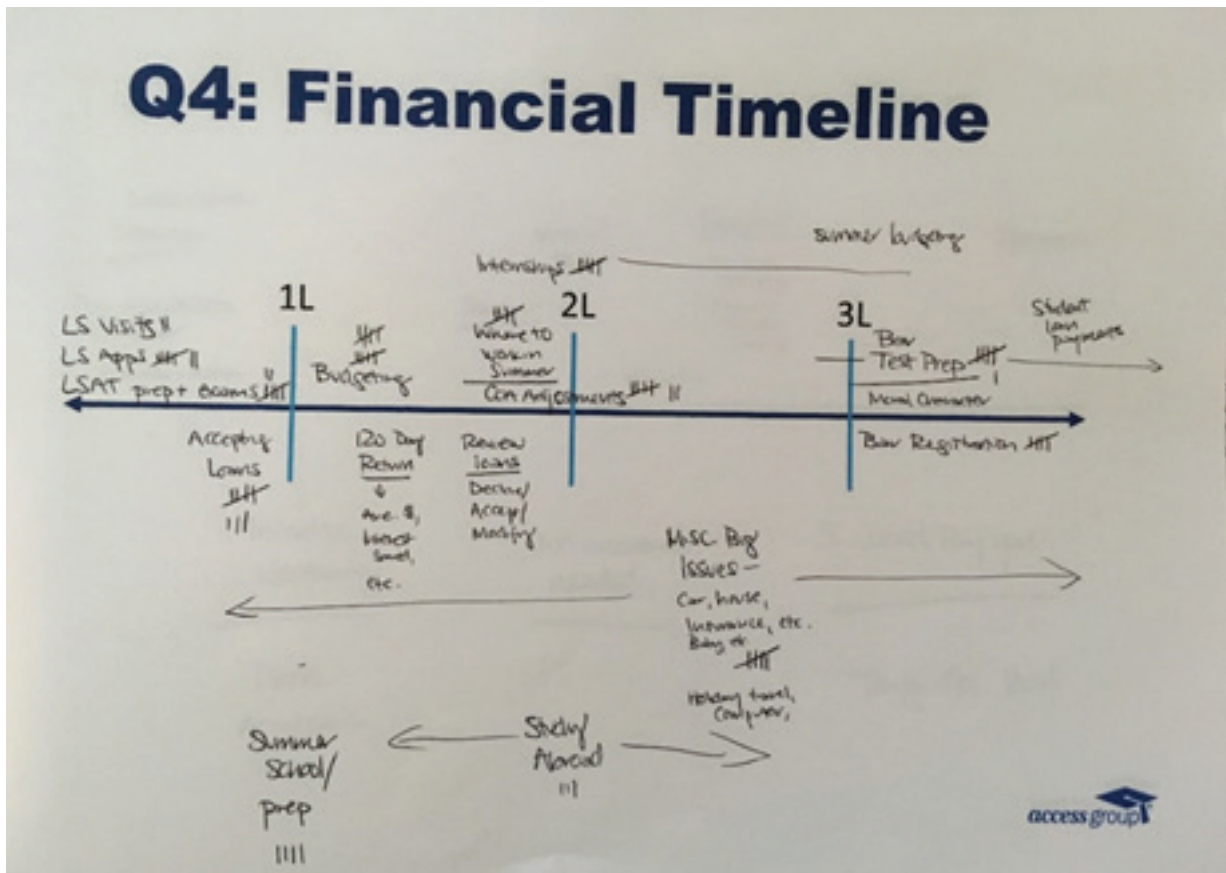 Q4: Financial Timeline
summer budgeting
Internships
1L
2L
3L
LS Visits
LS Apps
LSAT prep + exams
Budgeting
Where to
work in
Summer
COA Adjustments
Bar
Test Prep
Moral Character
Student
loan
payments
Accepting
Loans
120 Day
Return
etc.
Review
loans
Decline/
Accept/
Modify
Bar Registration
Misc Big
Issues -
Car, house,
Insurance, etc.
Baby etc
Holiday travel,
Computer,
Summer
School/
prep
Study
Abroad
access group